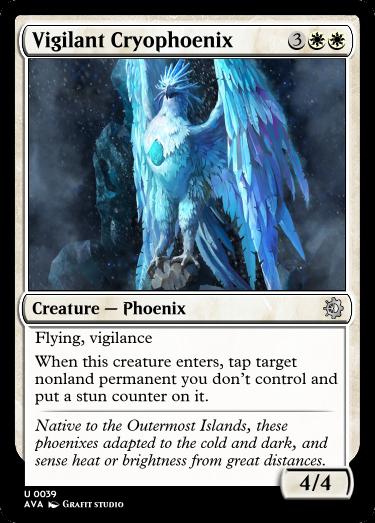 Vigilant Cryophoenix 3
Creature — Phoenix
Flying, vigilance
When this creature enters, tap target
nonland permanent you don't control and
put a stun counter on it.
Native to the Outermost Islands, these
phoenixes adapted to the cold and dark, and
sense heat or brightness from great distances.
4/4
U 0039
AVA GRAFIT STUDIO